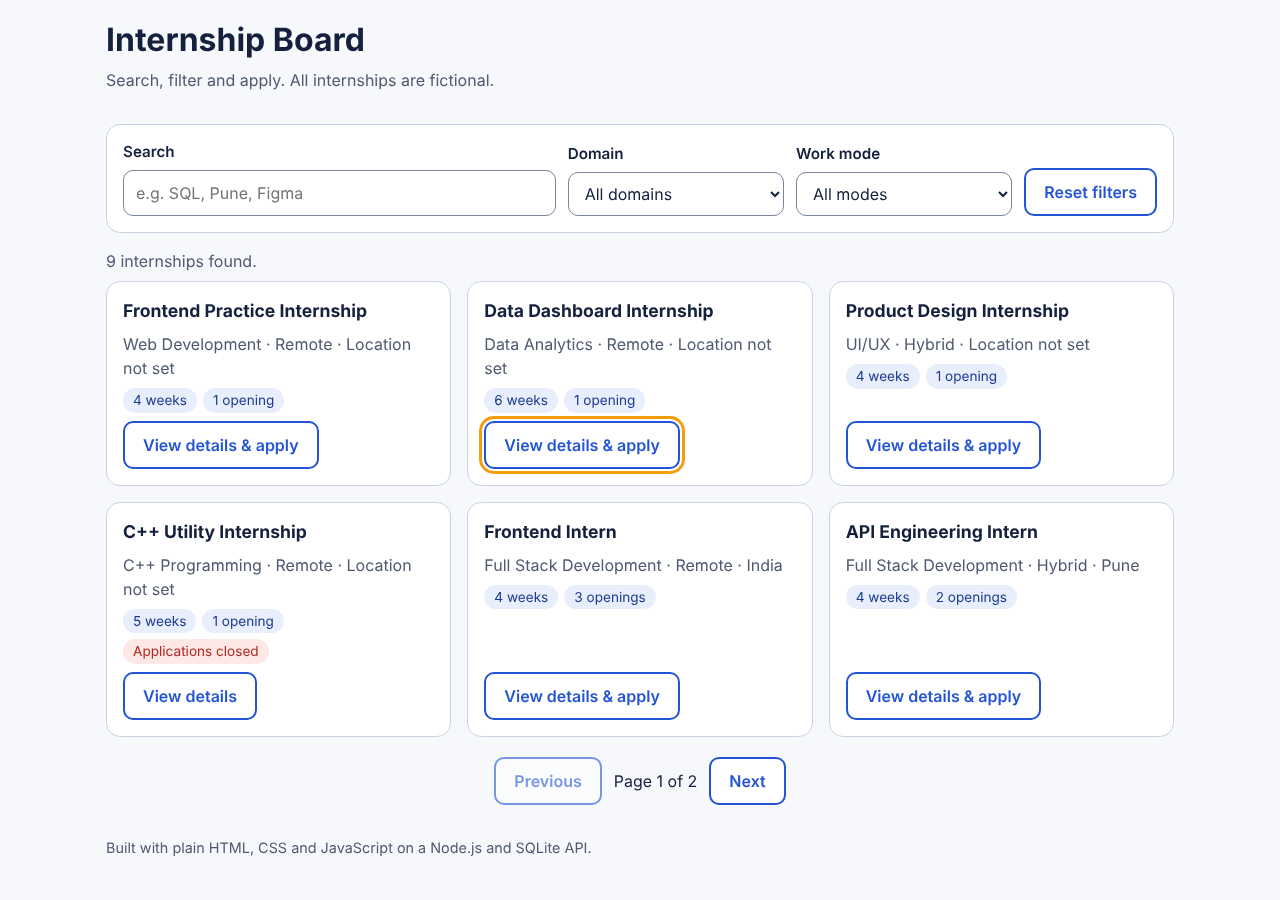 Internship Board
Search, filter and apply. All internships are fictional.
Search
Domain
Work mode
e.g. SQL, Pune, Figma
All domains
All modes
Reset filters
9 internships found.
Frontend Practice Internship
Web Development · Remote · Location
not set
4 weeks
1 opening
View details & apply
Data Dashboard Internship
Data Analytics · Remote · Location not
set
6 weeks
1 opening
View details & apply
Product Design Internship
UI/UX · Hybrid · Location not set
4 weeks
1 opening
View details & apply
C++ Utility Internship
C++ Programming · Remote · Location
not set
5 weeks
1 opening
Applications closed
View details
Frontend Intern
Full Stack Development · Remote · India
4 weeks
3 openings
View details & apply
API Engineering Intern
Full Stack Development · Hybrid · Pune
4 weeks
2 openings
View details & apply
Previous
Page 1 of 2
Next
Built with plain HTML, CSS and JavaScript on a Node.js and SQLite API.